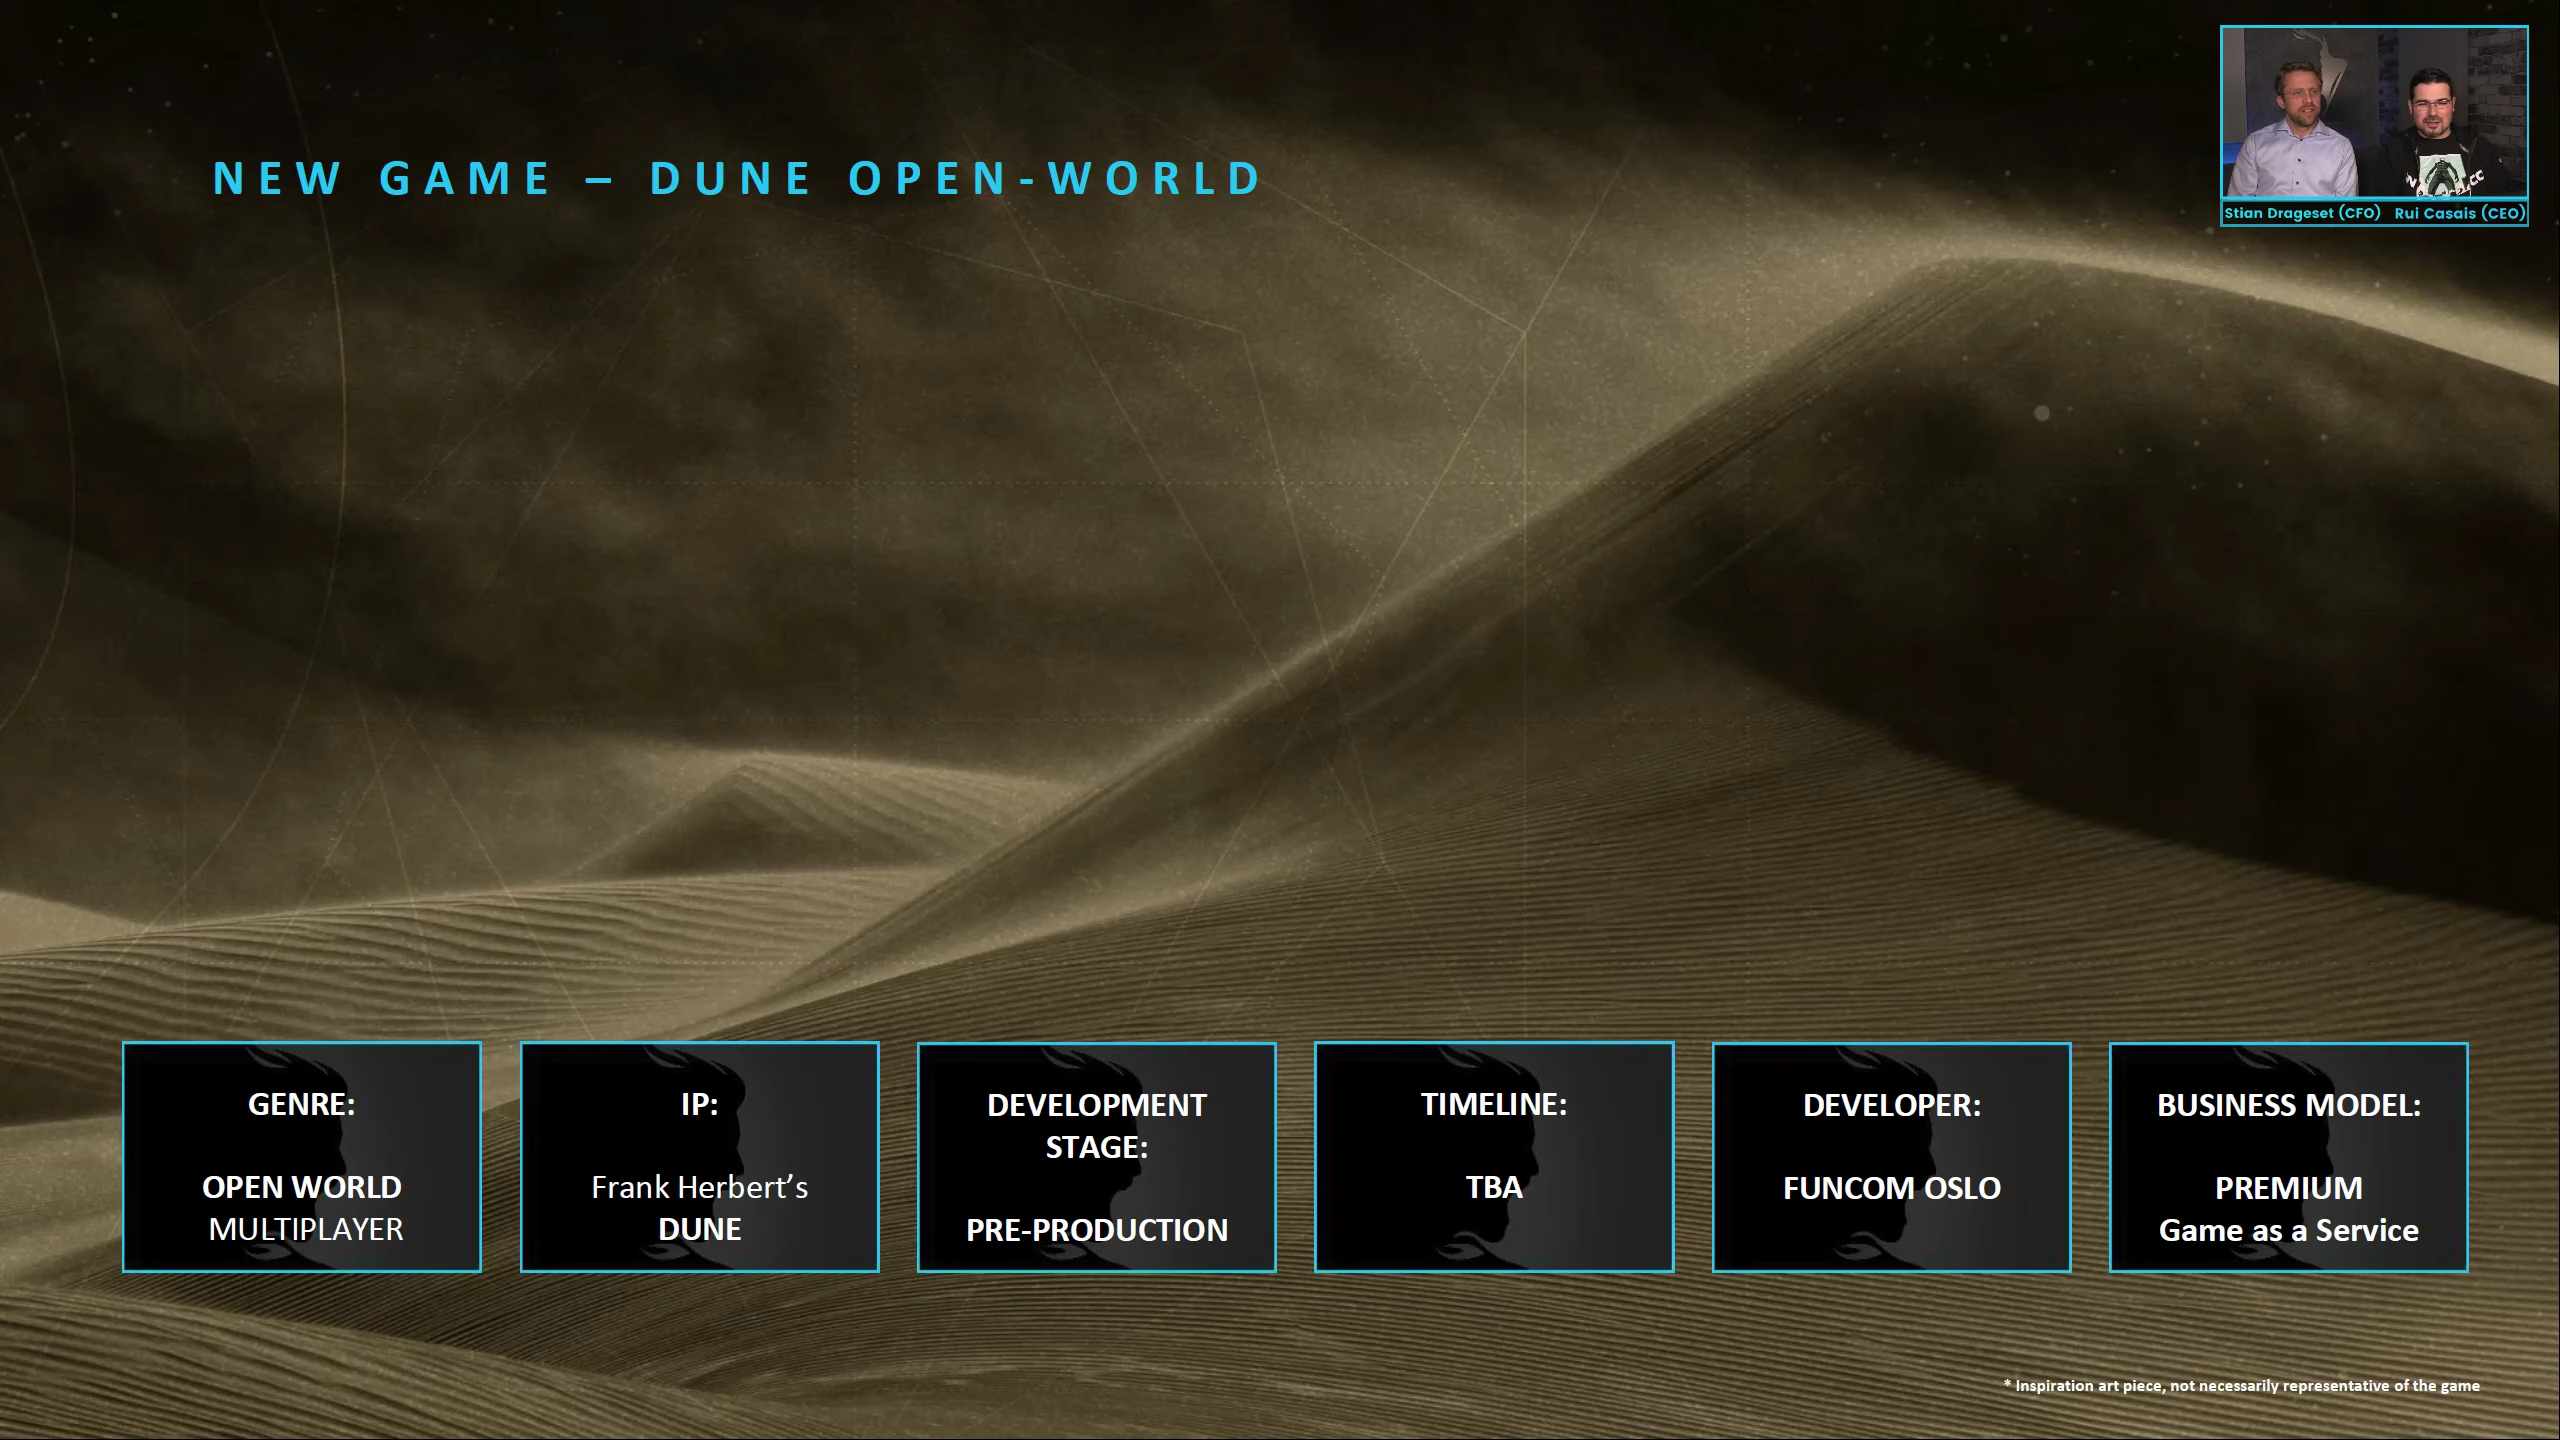 NEW GAME – DUNE OPEN-WORLD
Stian Drageset (CFO) Rui Casais (CEO)
GENRE:
OPEN WORLD
MULTIPLAYER
IP:
Frank Herbert’s
DUNE
DEVELOPMENT
STAGE:
PRE-PRODUCTION
TIMELINE:
TBA
DEVELOPER:
FUNCOM OSLO
BUSINESS MODEL:
PREMIUM
Game as a Service
* Inspiration art piece, not necessarily representative of the game